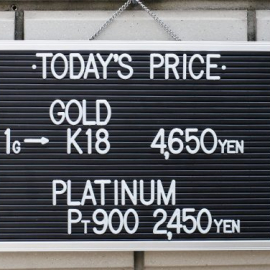 ·TODAY'S PRICE·
GOLD
1G→ K18 4,650YEN
PLATINUM
PT900 2,450YEN